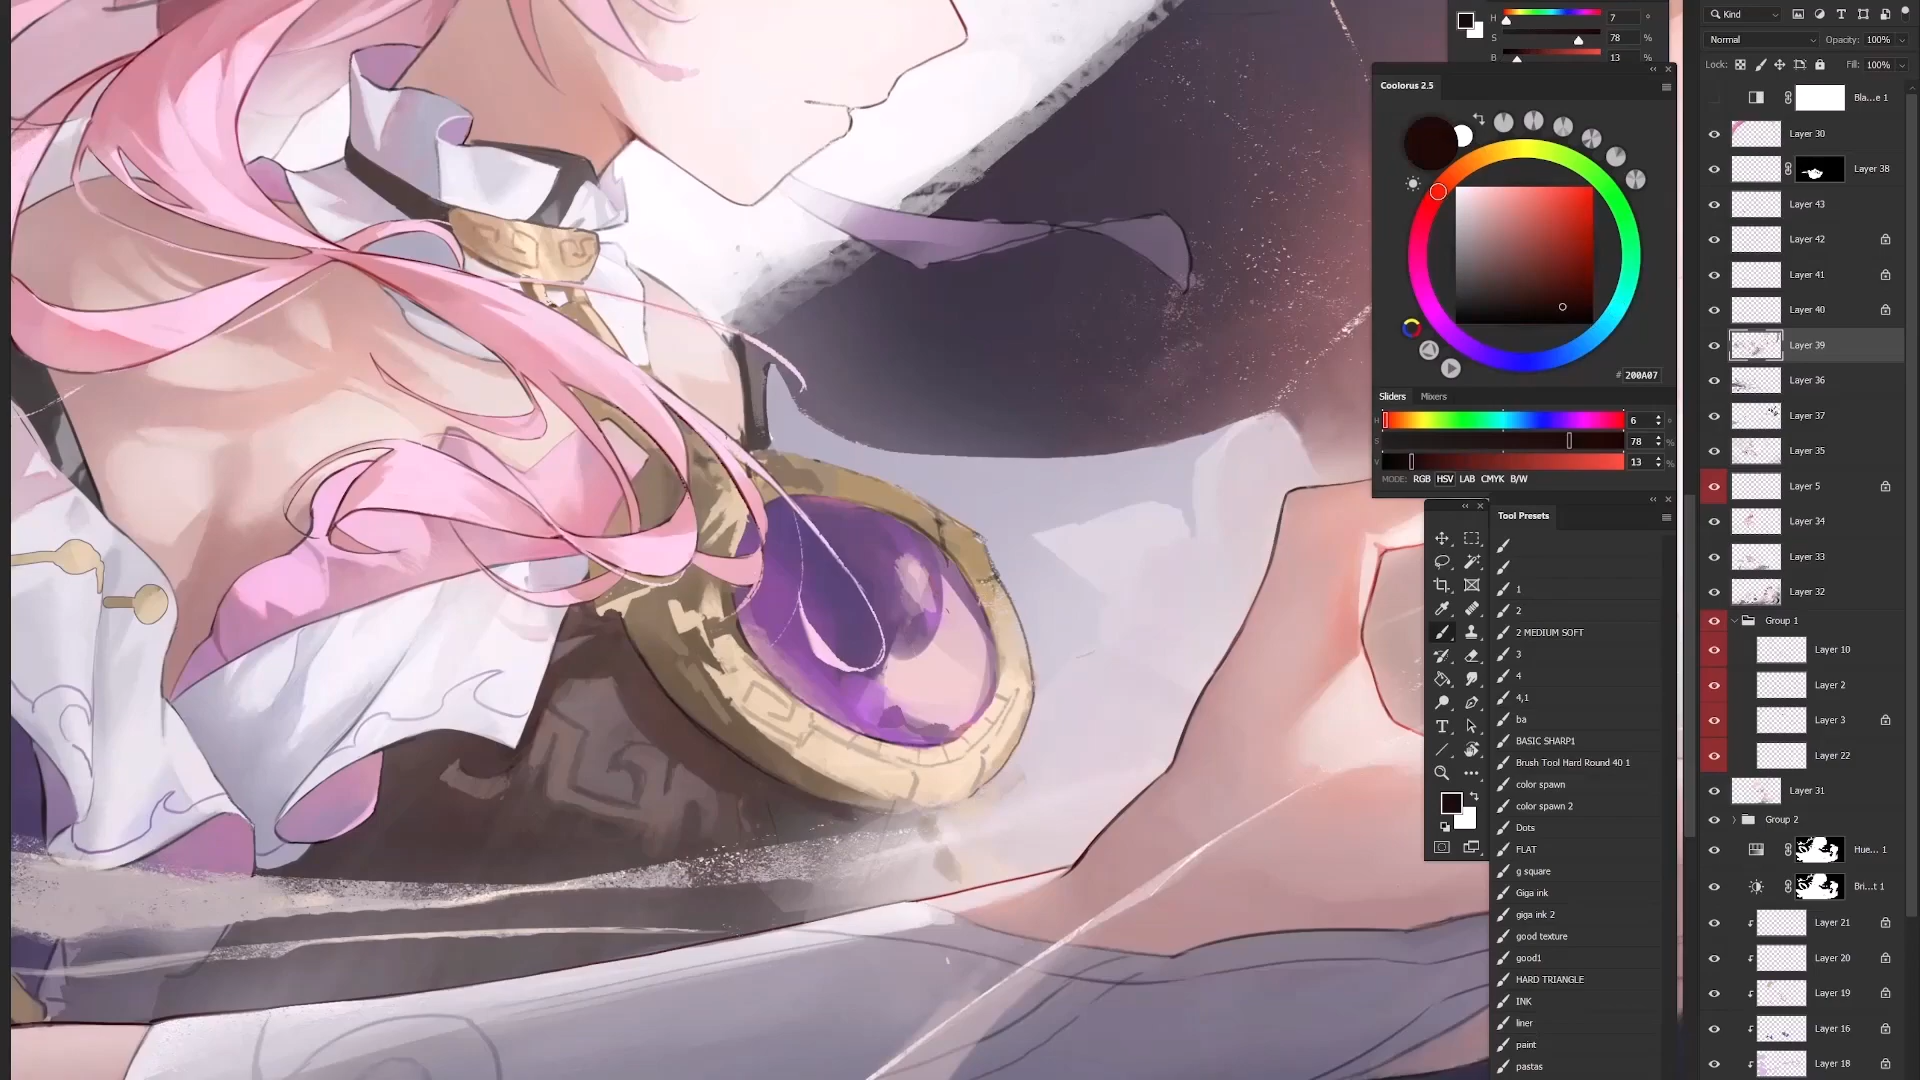 H 7 °
S 78 %
B 13 %
Coolorus 2.5
# 200A07
Sliders Mixers
H 6 °
S 78 %
V 13 %
MODE: RGB HSV LAB CMYK B/W
Tool Presets
1
2
2 MEDIUM SOFT
3
4
4,1
ba
BASIC SHARP1
Brush Tool Hard Round 40 1
color spawn
color spawn 2
Dots
FLAT
g square
Giga ink
giga ink 2
good texture
good1
HARD TRIANGLE
INK
liner
paint
pastas
Kind
Normal Opacity: 100%
Lock: Fill: 100%
Bla...e 1
Layer 30
Layer 38
Layer 43
Layer 42
Layer 41
Layer 40
Layer 39
Layer 36
Layer 37
Layer 35
Layer 5
Layer 34
Layer 33
Layer 32
Group 1
Layer 10
Layer 2
Layer 3
Layer 22
Layer 31
Group 2
Hue... 1
Bri...t 1
Layer 21
Layer 20
Layer 19
Layer 16
Layer 18